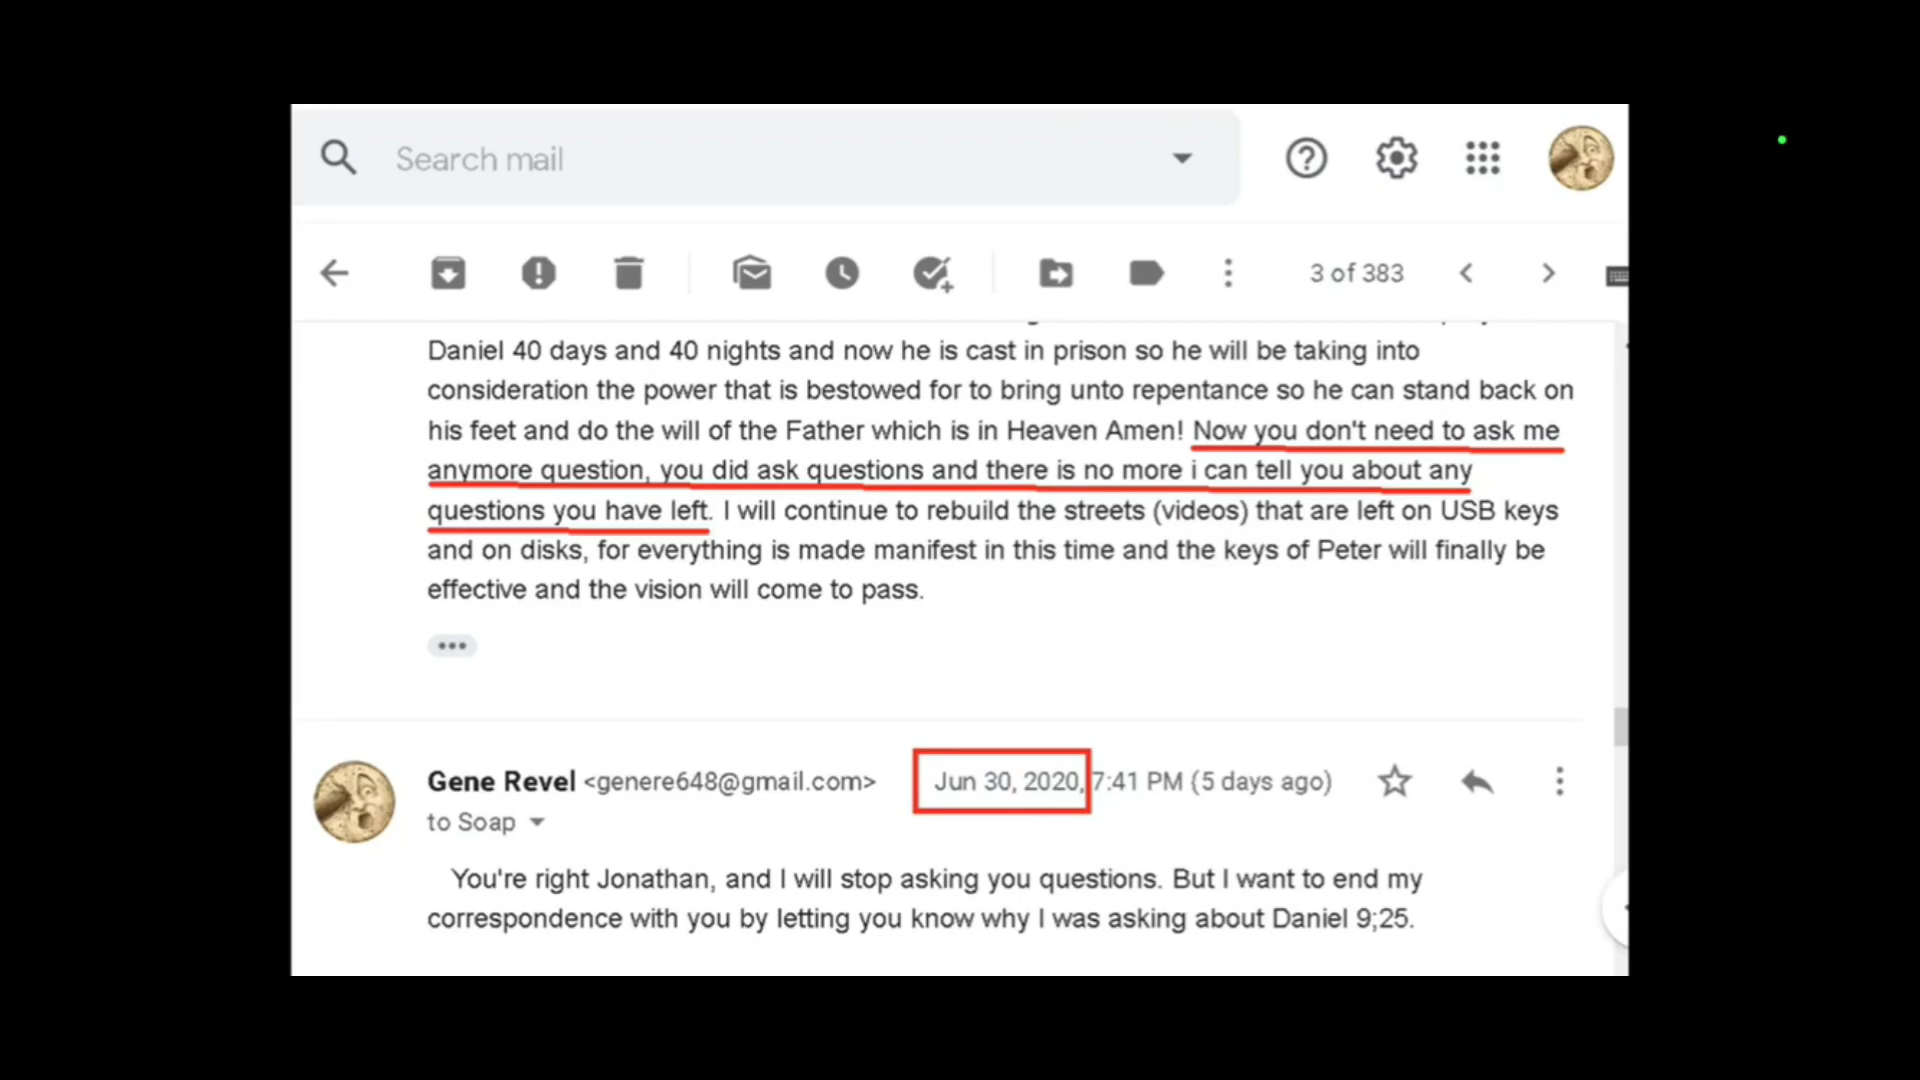 Search mail
3 of 383
Daniel 40 days and 40 nights and now he is cast in prison so he will be taking into
consideration the power that is bestowed for to bring unto repentance so he can stand back on
his feet and do the will of the Father which is in Heaven Amen! Now you don't need to ask me
anymore question, you did ask questions and there is no more i can tell you about any
questions you have left. I will continue to rebuild the streets (videos) that are left on USB keys
and on disks, for everything is made manifest in this time and the keys of Peter will finally be
effective and the vision will come to pass.
Gene Revel <genere648@gmail.com> Jun 30, 2020, 7:41 PM (5 days ago)
to Soap
You're right Jonathan, and I will stop asking you questions. But I want to end my
correspondence with you by letting you know why I was asking about Daniel 9;25.